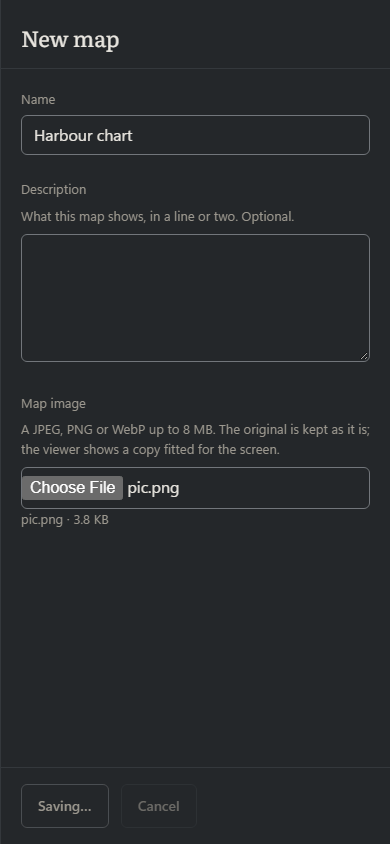 New map
Name
Harbour chart
Description
What this map shows, in a line or two. Optional.
Map image
A JPEG, PNG or WebP up to 8 MB. The original is kept as it is;
the viewer shows a copy fitted for the screen.
Choose File pic.png
pic.png · 3.8 KB
Saving… Cancel